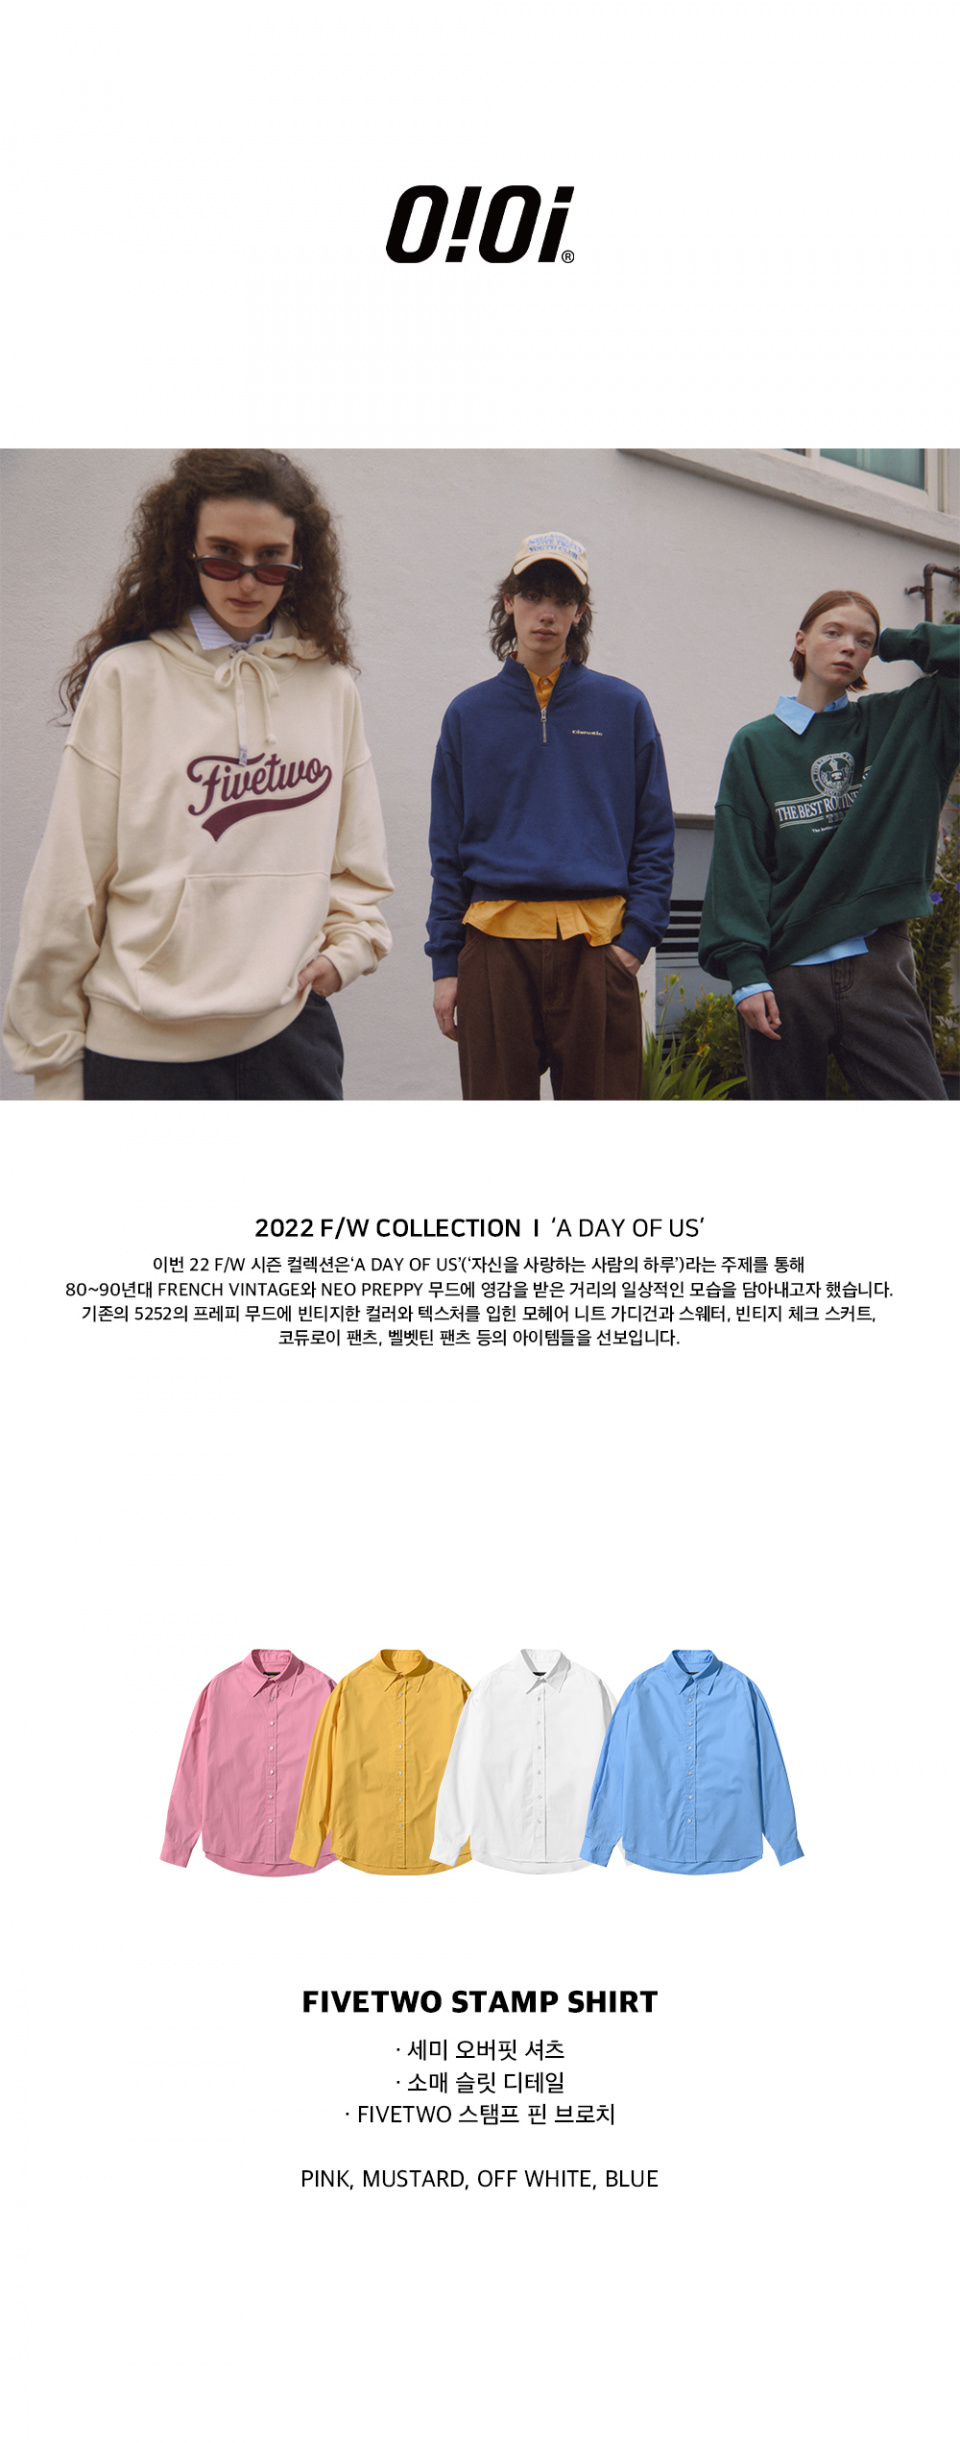 O!Oi®
Fivetwo
YOUTH CLUB
THE BEST ROUTINE
2022 F/W COLLECTION I ‘A DAY OF US’
이번 22 F/W 시즌 컬렉션은‘A DAY OF US’(‘자신을 사랑하는 사람의 하루’)라는 주제를 통해
80~90년대 FRENCH VINTAGE와 NEO PREPPY 무드에 영감을 받은 거리의 일상적인 모습을 담아내고자 했습니다.
기존의 5252의 프레피 무드에 빈티지한 컬러와 텍스처를 입힌 모헤어 니트 가디건과 스웨터, 빈티지 체크 스커트,
코듀로이 팬츠, 벨벳틴 팬츠 등의 아이템들을 선보입니다.
FIVETWO STAMP SHIRT
· 세미 오버핏 셔츠
· 소매 슬릿 디테일
· FIVETWO 스탬프 핀 브로치
PINK, MUSTARD, OFF WHITE, BLUE